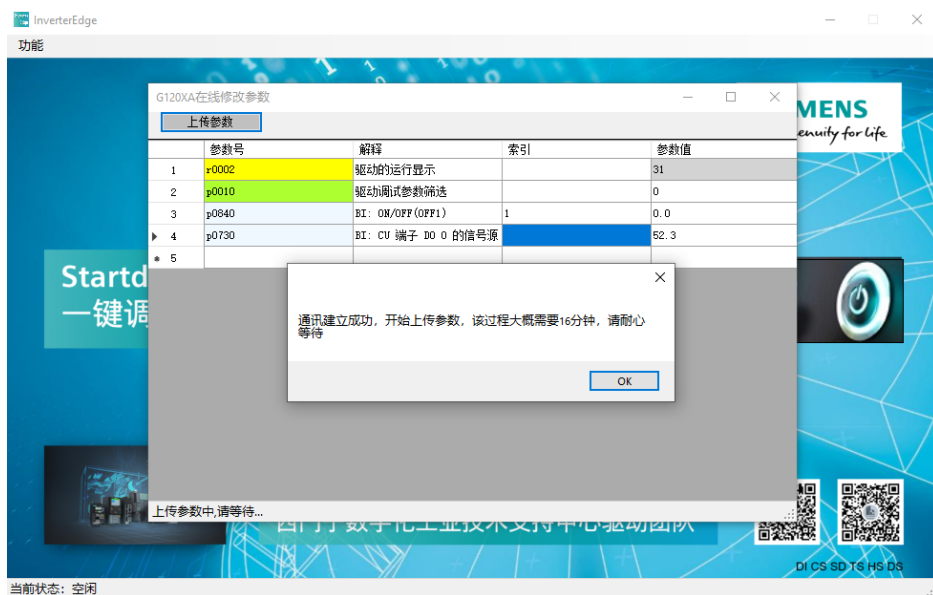 InverterEdge
功能
G120XA在线修改参数
上传参数
参数号 解释 索引 参数值
1 r0002 驱动的运行显示 31
2 p0010 驱动调试参数筛选 0
3 p0840 BI: ON/OFF(OFF1) 1 0.0
4 p0730 BI: CU 端子 DO 0 的信号源 52.3
5
MENS
enuity for life
Startd
一键调
通讯建立成功，开始上传参数，该过程大概需要16分钟，请耐心
等待
OK
上传参数中,请等待...
西门子数字化工业技术支持中心驱动团队
DI CS SD TS HS DS
当前状态：空闲